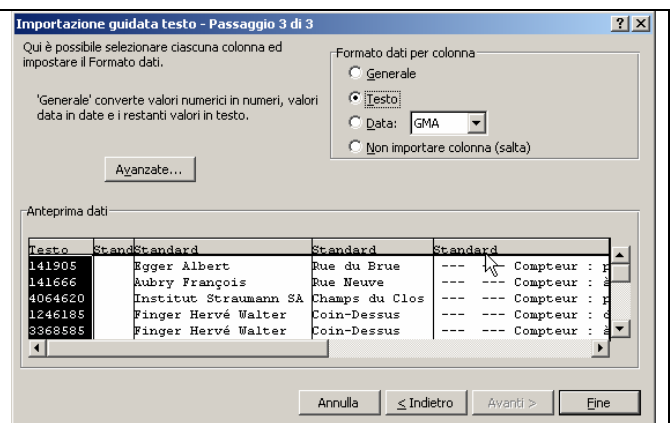 Importazione guidata testo - Passaggio 3 di 3
Qui è possibile selezionare ciascuna colonna ed
impostare il Formato dati.
'Generale' converte valori numerici in numeri, valori
data in date e i restanti valori in testo.
Avanzate...
Formato dati per colonna
Generale
Testo
Data: GMA
Non importare colonna (salta)
Anteprima dati
Testo Stand Standard Standard Standard
141905 Egger Albert Rue du Brue --- --- Compteur : p
141666 Aubry François Rue Neuve --- --- Compteur : à
4064620 Institut Straumann SA Champs du Clos --- --- Compteur : p
1246185 Finger Hervé Walter Coin-Dessus --- --- Compteur : d
3368585 Finger Hervé Walter Coin-Dessus --- --- Compteur : à
Annulla < Indietro Avanti > Fine